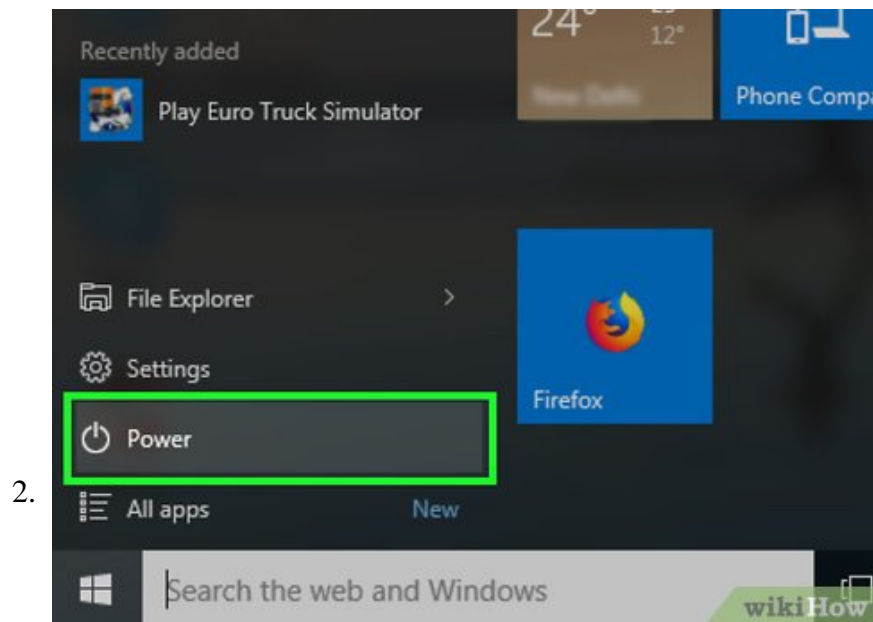 24°
12°
Recently added
Play Euro Truck Simulator
Phone Compa
File Explorer
Settings
Firefox
Power
2.
All apps New
Search the web and Windows
wikiHow